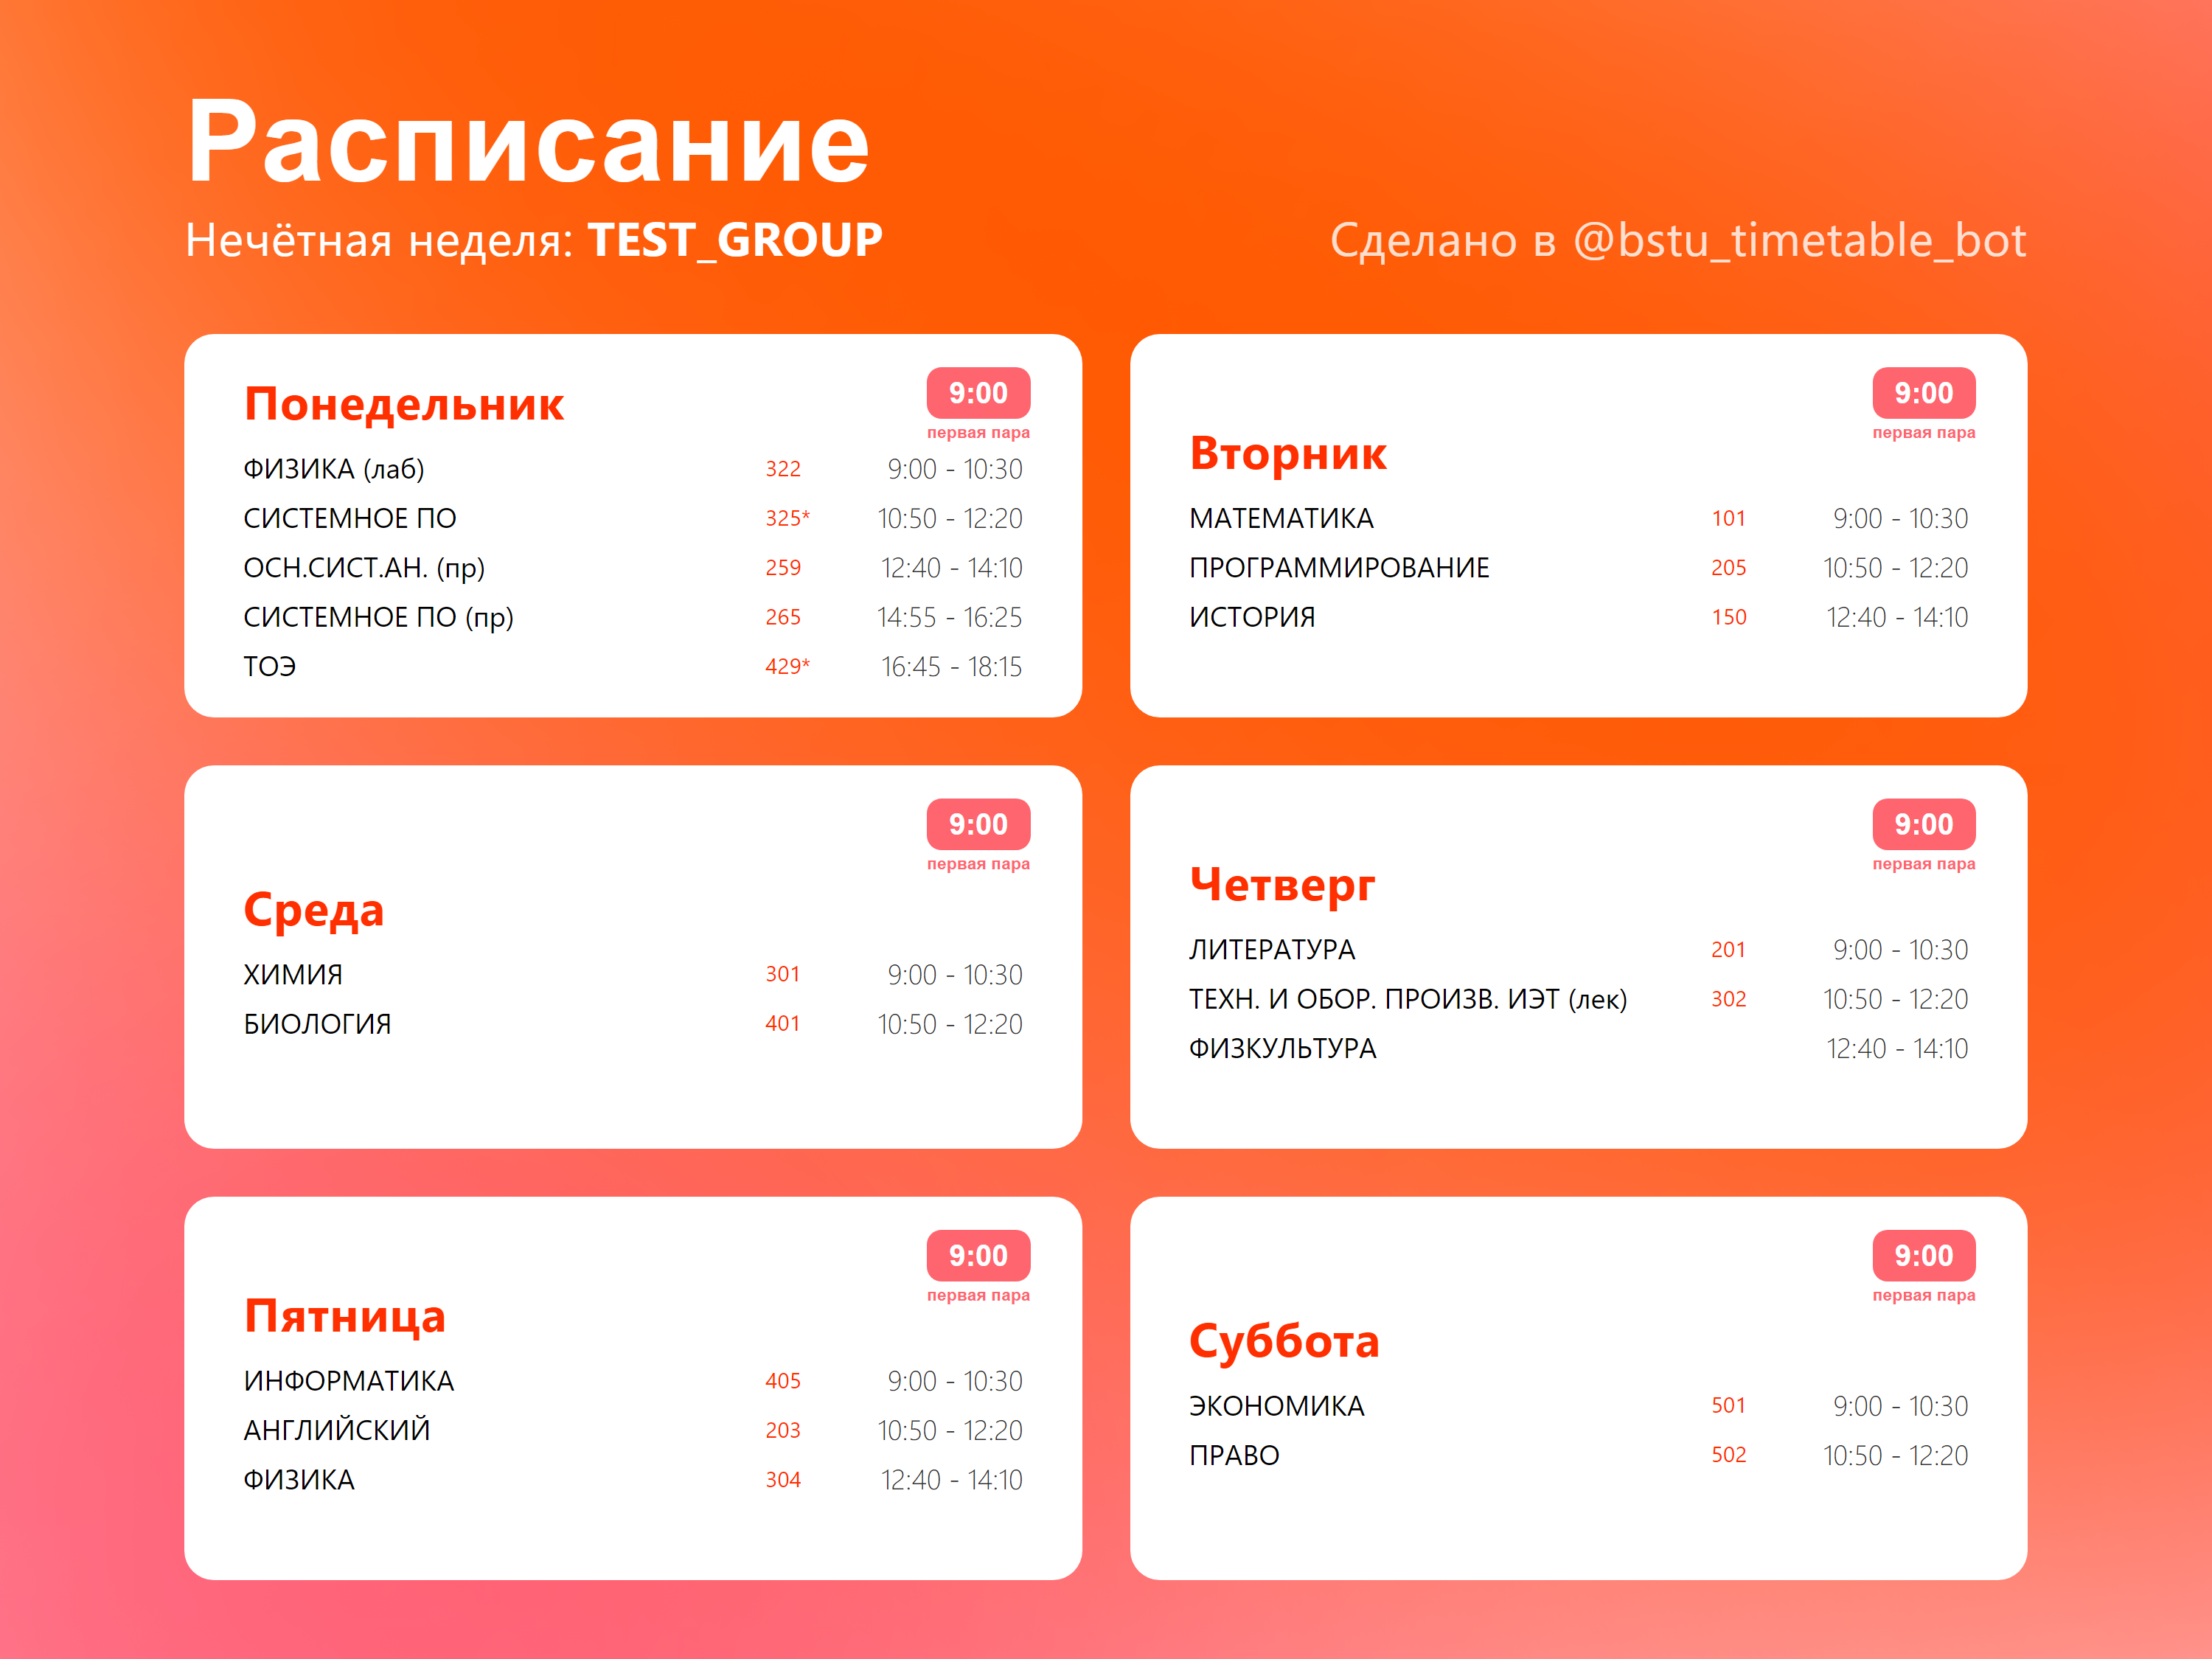 Расписание
Нечётная неделя: TEST_GROUP
Сделано в @bstu_timetable_bot
Понедельник
9:00
первая пара
ФИЗИКА (лаб) 322 9:00 - 10:30
СИСТЕМНОЕ ПО 325* 10:50 - 12:20
ОСН.СИСТ.АН. (пр) 259 12:40 - 14:10
СИСТЕМНОЕ ПО (пр) 265 14:55 - 16:25
ТОЭ 429* 16:45 - 18:15
9:00
первая пара
Вторник
МАТЕМАТИКА 101 9:00 - 10:30
ПРОГРАММИРОВАНИЕ 205 10:50 - 12:20
ИСТОРИЯ 150 12:40 - 14:10
9:00
первая пара
Среда
ХИМИЯ 301 9:00 - 10:30
БИОЛОГИЯ 401 10:50 - 12:20
9:00
первая пара
Четверг
ЛИТЕРАТУРА 201 9:00 - 10:30
ТЕХН. И ОБОР. ПРОИЗВ. ИЭТ (лек) 302 10:50 - 12:20
ФИЗКУЛЬТУРА 12:40 - 14:10
9:00
первая пара
Пятница
ИНФОРМАТИКА 405 9:00 - 10:30
АНГЛИЙСКИЙ 203 10:50 - 12:20
ФИЗИКА 304 12:40 - 14:10
9:00
первая пара
Суббота
ЭКОНОМИКА 501 9:00 - 10:30
ПРАВО 502 10:50 - 12:20